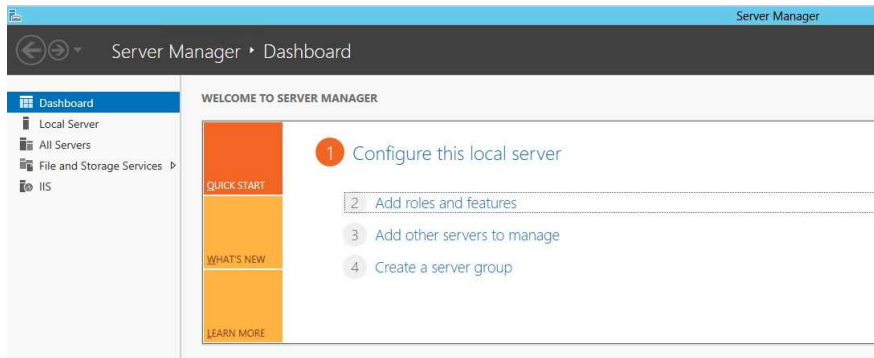 Server Manager
Server Manager ‣ Dashboard
Dashboard
Local Server
All Servers
File and Storage Services ▷
IIS
WELCOME TO SERVER MANAGER
QUICK START
WHAT'S NEW
LEARN MORE
1 Configure this local server
2 Add roles and features
3 Add other servers to manage
4 Create a server group